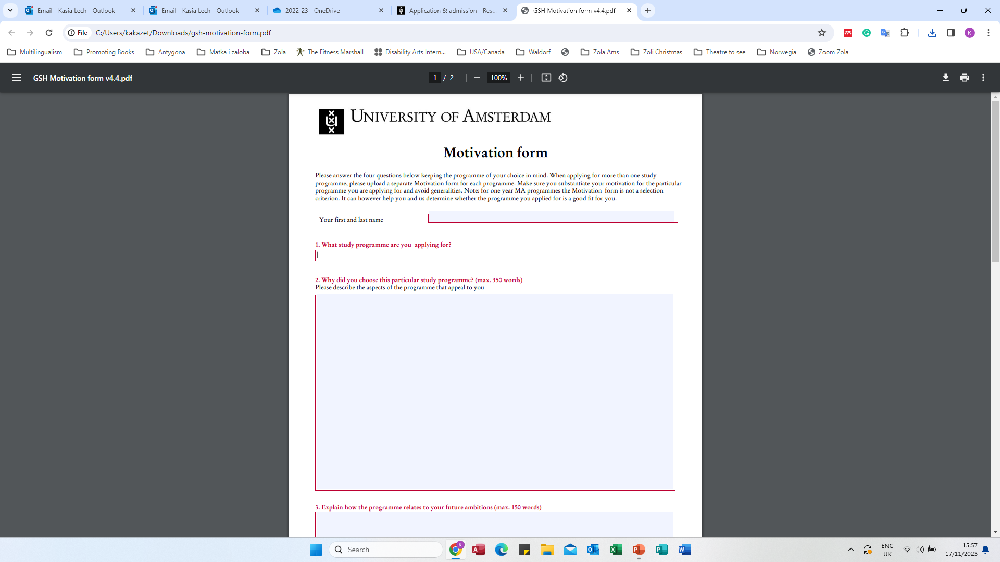 Email - Kasia Lech - Outlook
Email - Kasia Lech - Outlook
2022-23 - OneDrive
Application & admission - Rese
GSH Motivation form v4.4.pdf
File
C:/Users/kakazet/Downloads/gsh-motivation-form.pdf
K
Multilingualism
Promoting Books
Antygona
Matka i zaloba
Zola
The Fitness Marshall
Disability Arts Intern...
USA/Canada
Waldorf
Zola Ams
Zoli Christmas
Theatre to see
Norwegia
Zoom Zola
GSH Motivation form v4.4.pdf
1 / 2
100%
UNIVERSITY OF AMSTERDAM
Motivation form
Please answer the four questions below keeping the programme of your choice in mind. When applying for more than one study
programme, please upload a separate Motivation form for each programme. Make sure you substantiate your motivation for the particular
programme you are applying for and avoid generalities. Note: for one year MA programmes the Motivation form is not a selection
criterion. It can however help you and us determine whether the programme you applied for is a good fit for you.
Your first and last name
1. What study programme are you applying for?
2. Why did you choose this particular study programme? (max. 350 words)
Please describe the aspects of the programme that appeal to you
3. Explain how the programme relates to your future ambitions (max. 150 words)
Search
ENG
UK
15:57
17/11/2023